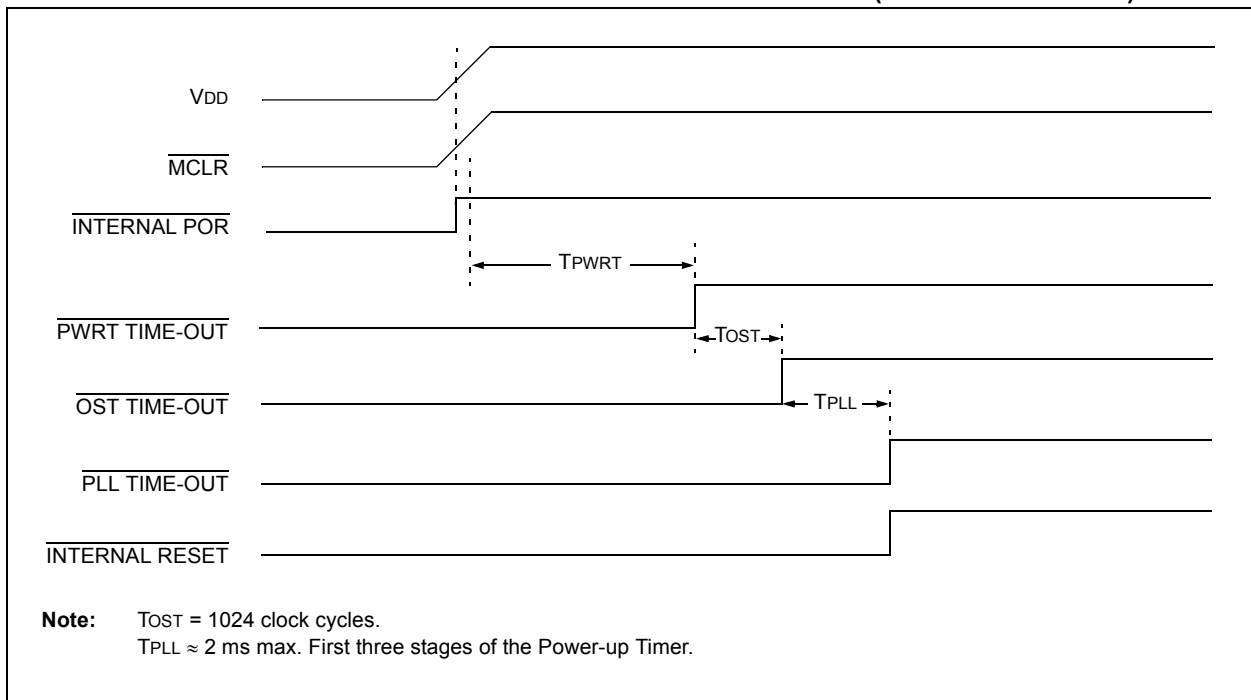 VDD
MCLR
INTERNAL POR
TPWRT
PWRT TIME-OUT
TOST
OST TIME-OUT
TPLL
PLL TIME-OUT
INTERNAL RESET
Note: TOST = 1024 clock cycles.
TPLL ≈ 2 ms max. First three stages of the Power-up Timer.